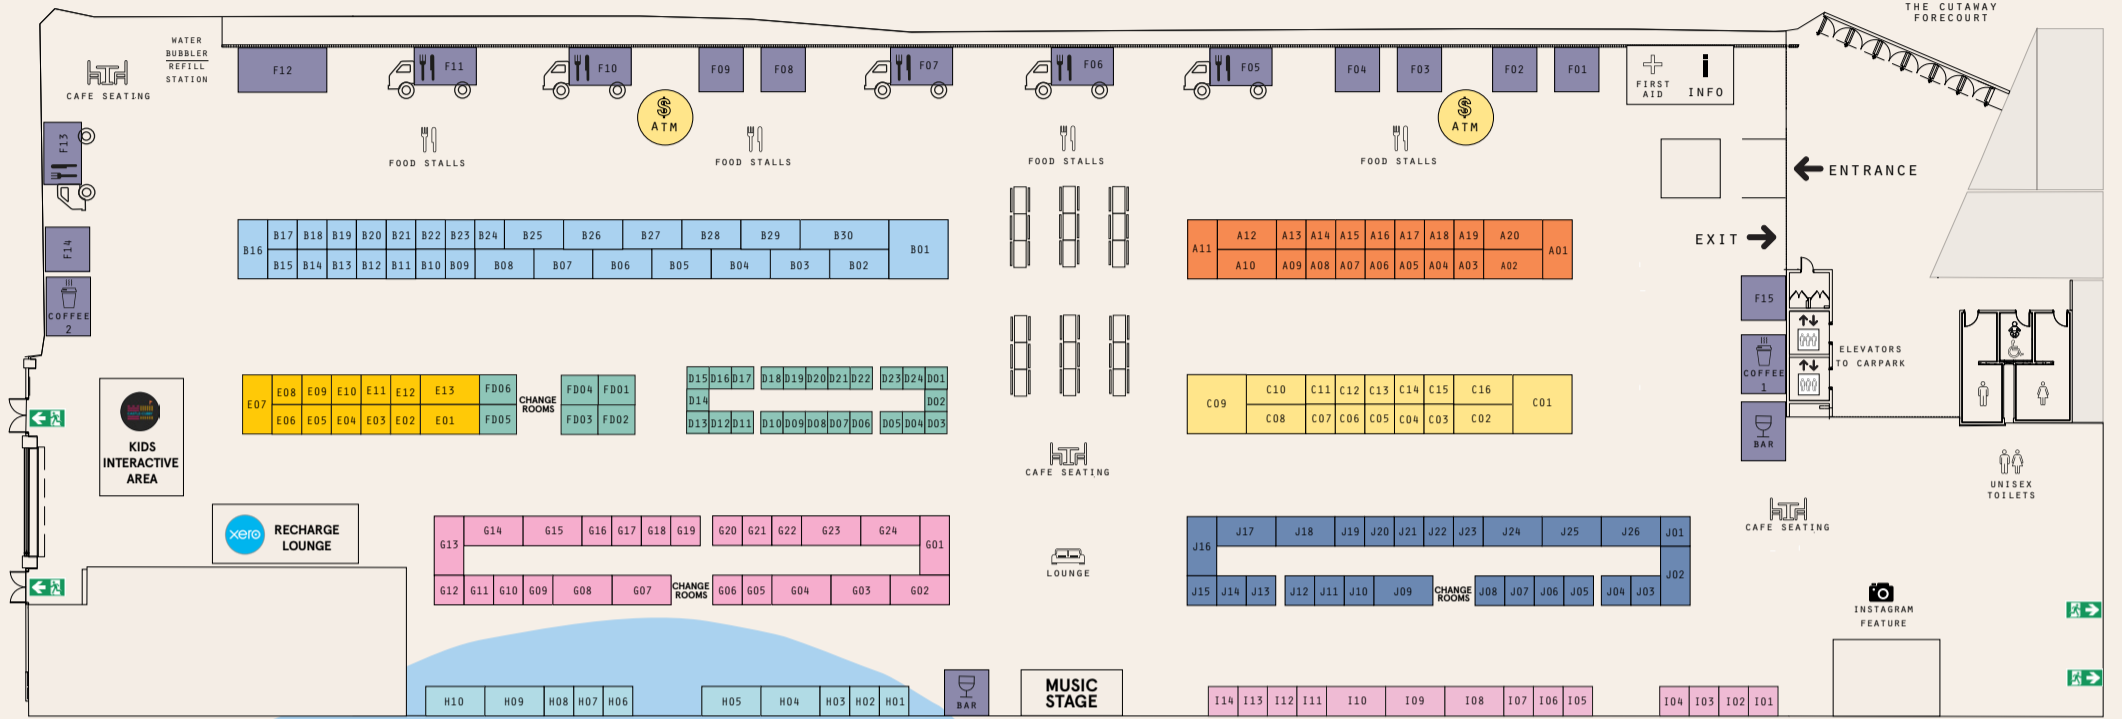 THE CUTAWAY
FORECOURT
WATER
BUBBLER
REFILL
STATION
CAFE SEATING
F12
F11
F10
F09
F08
F07
F06
F05
F04
F03
F02
F01
FIRST
AID
INFO
$
ATM
$
ATM
FOOD STALLS
FOOD STALLS
FOOD STALLS
FOOD STALLS
F13
ENTRANCE
EXIT
F14
COFFEE
2
B16
B17 B18 B19 B20 B21 B22 B23 B24 B25 B26 B27 B28 B29 B30
B15 B14 B13 B12 B11 B10 B09 B08 B07 B06 B05 B04 B03 B02
B01
A11
A12 A13 A14 A15 A16 A17 A18 A19 A20
A10 A09 A08 A07 A06 A05 A04 A03 A02
A01
F15
COFFEE
1
BAR
ELEVATORS
TO CARPARK
E07
E08 E09 E10 E11 E12 E13 FD06
E06 E05 E04 E03 E02 E01 FD05
CHANGE
ROOMS
FD04 FD01
FD03 FD02
D15 D16 D17 D18 D19 D20 D21 D22 D23 D24 D01
D14 D02
D13 D12 D11 D10 D09 D08 D07 D06 D05 D04 D03
C09
C10 C11 C12 C13 C14 C15 C16
C08 C07 C06 C05 C04 C03 C02
C01
KIDS
INTERACTIVE
AREA
CAFE SEATING
UNISEX
TOILETS
xero
RECHARGE
LOUNGE
G13
G14 G15 G16 G17 G18 G19 G20 G21 G22 G23 G24
G01
G12 G11 G10 G09 G08 G07
CHANGE
ROOMS
G06 G05 G04 G03 G02
LOUNGE
J16
J17 J18 J19 J20 J21 J22 J23 J24 J25 J26 J01
J02
J15 J14 J13 J12 J11 J10 J09
CHANGE
ROOMS
J08 J07 J06 J05 J04 J03
CAFE SEATING
INSTAGRAM
FEATURE
H10 H09 H08 H07 H06 H05 H04 H03 H02 H01
BAR
MUSIC
STAGE
I14 I13 I12 I11 I10 I09 I08 I07 I06 I05 I04 I03 I02 I01